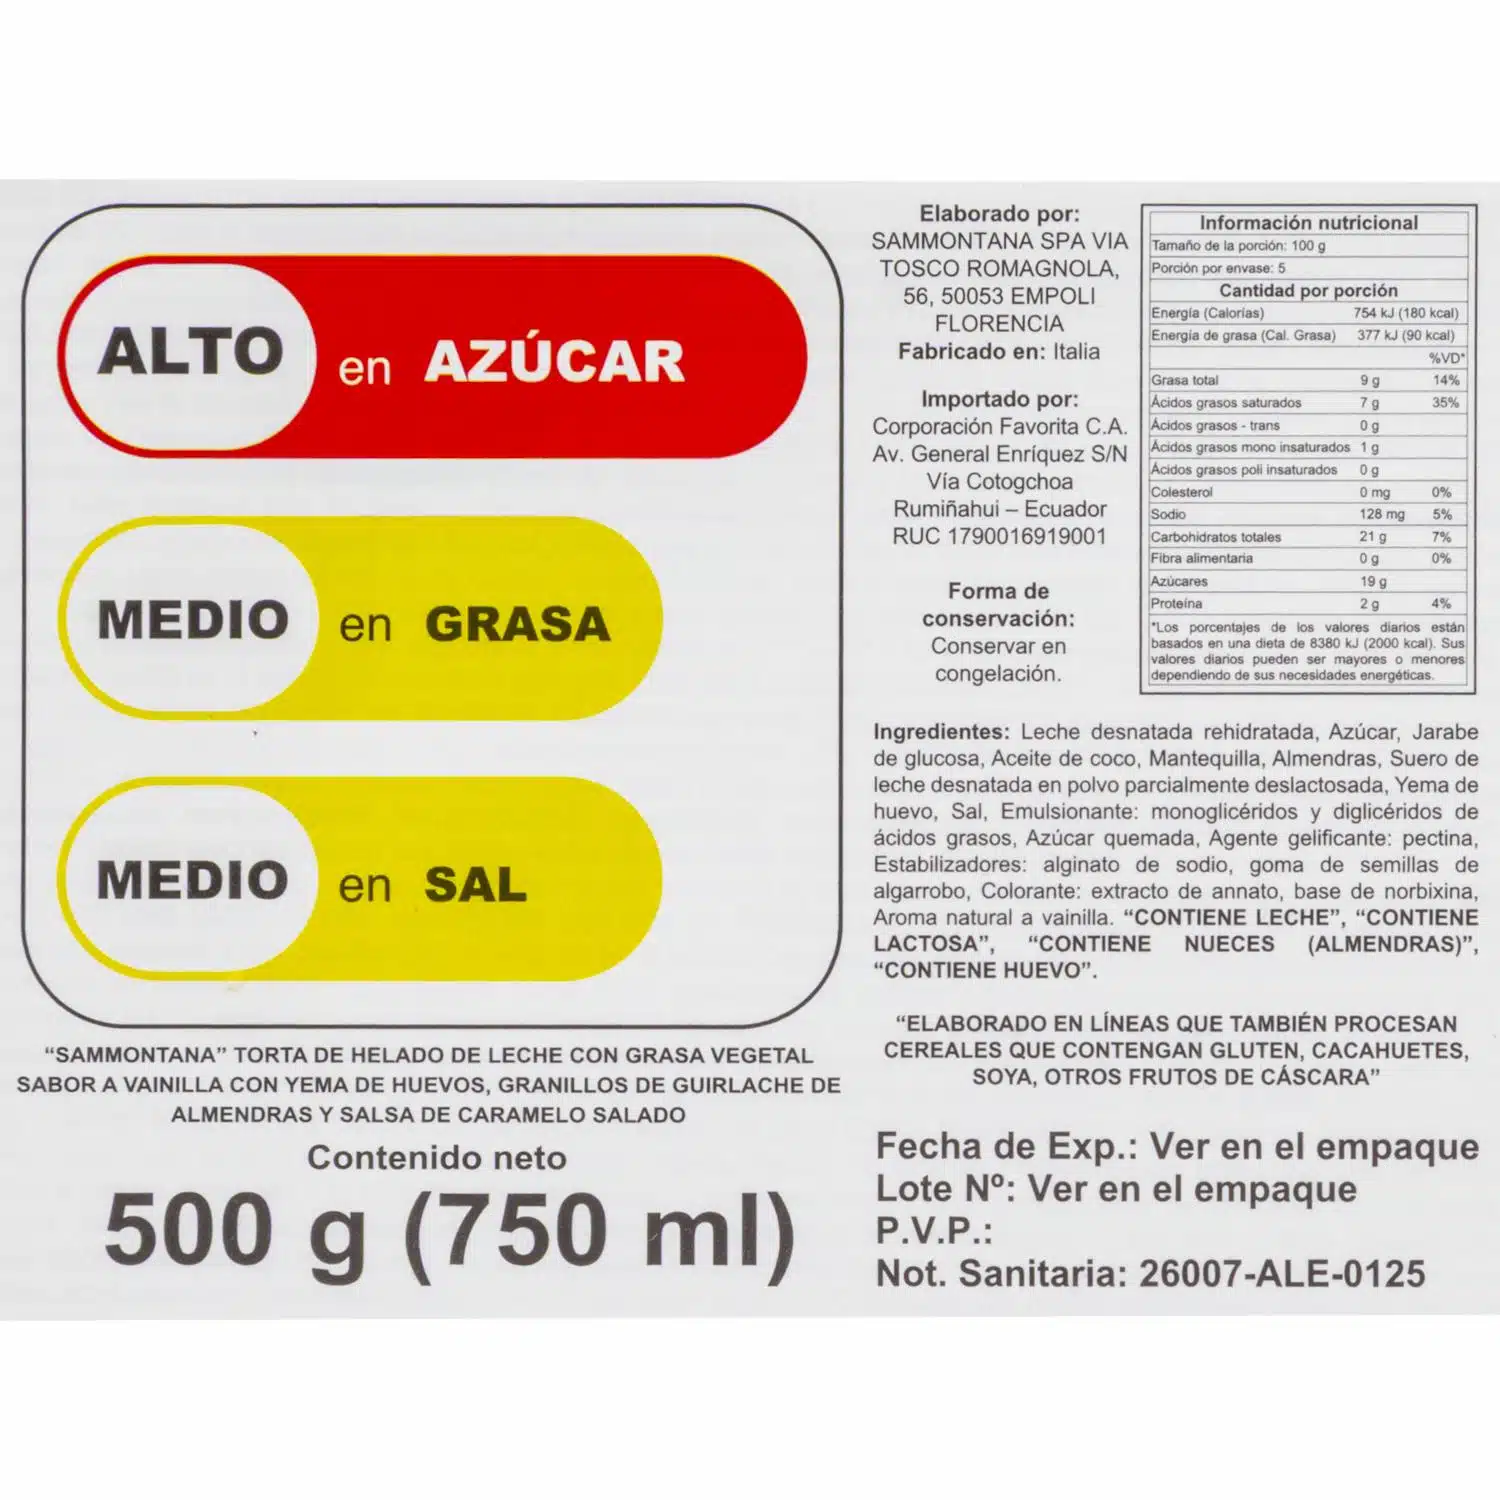 ALTO en AZÚCAR
MEDIO en GRASA
MEDIO en SAL
“SAMMONTANA” TORTA DE HELADO DE LECHE CON GRASA VEGETAL
SABOR A VAINILLA CON YEMA DE HUEVOS, GRANILLOS DE GUIRLACHE DE
ALMENDRAS Y SALSA DE CARAMELO SALADO
Contenido neto
500 g (750 ml)
Elaborado por:
SAMMONTANA SPA VIA
TOSCO ROMAGNOLA,
56, 50053 EMPOLI
FLORENCIA
Fabricado en: Italia
Importado por:
Corporación Favorita C.A.
Av. General Enríquez S/N
Vía Cotogchoa
Rumiñahui – Ecuador
RUC 1790016919001
Forma de
conservación:
Conservar en
congelación.
Información nutricional
Tamaño de la porción: 100 g
Porción por envase: 5
Cantidad por porción
Energía (Calorías) 754 kJ (180 kcal)
Energía de grasa (Cal. Grasa) 377 kJ (90 kcal)
%VD*
Grasa total 9 g 14%
Ácidos grasos saturados 7 g 35%
Ácidos grasos - trans 0 g
Ácidos grasos mono insaturados 1 g
Ácidos grasos poli insaturados 0 g
Colesterol 0 mg 0%
Sodio 128 mg 5%
Carbohidratos totales 21 g 7%
Fibra alimentaria 0 g 0%
Azúcares 19 g
Proteína 2 g 4%
*Los porcentajes de los valores diarios están
basados en una dieta de 8380 kJ (2000 kcal). Sus
valores diarios pueden ser mayores o menores
dependiendo de sus necesidades energéticas.
Ingredientes: Leche desnatada rehidratada, Azúcar, Jarabe
de glucosa, Aceite de coco, Mantequilla, Almendras, Suero de
leche desnatada en polvo parcialmente deslactosada, Yema de
huevo, Sal, Emulsionante: monoglicéridos y diglicéridos de
ácidos grasos, Azúcar quemada, Agente gelificante: pectina,
Estabilizadores: alginato de sodio, goma de semillas de
algarrobo, Colorante: extracto de annato, base de norbixina,
Aroma natural a vainilla. “CONTIENE LECHE”, “CONTIENE
LACTOSA”, “CONTIENE NUECES (ALMENDRAS)”,
“CONTIENE HUEVO”.
“ELABORADO EN LÍNEAS QUE TAMBIÉN PROCESAN
CEREALES QUE CONTENGAN GLUTEN, CACAHUETES,
SOYA, OTROS FRUTOS DE CÁSCARA”
Fecha de Exp.: Ver en el empaque
Lote Nº: Ver en el empaque
P.V.P.:
Not. Sanitaria: 26007-ALE-0125